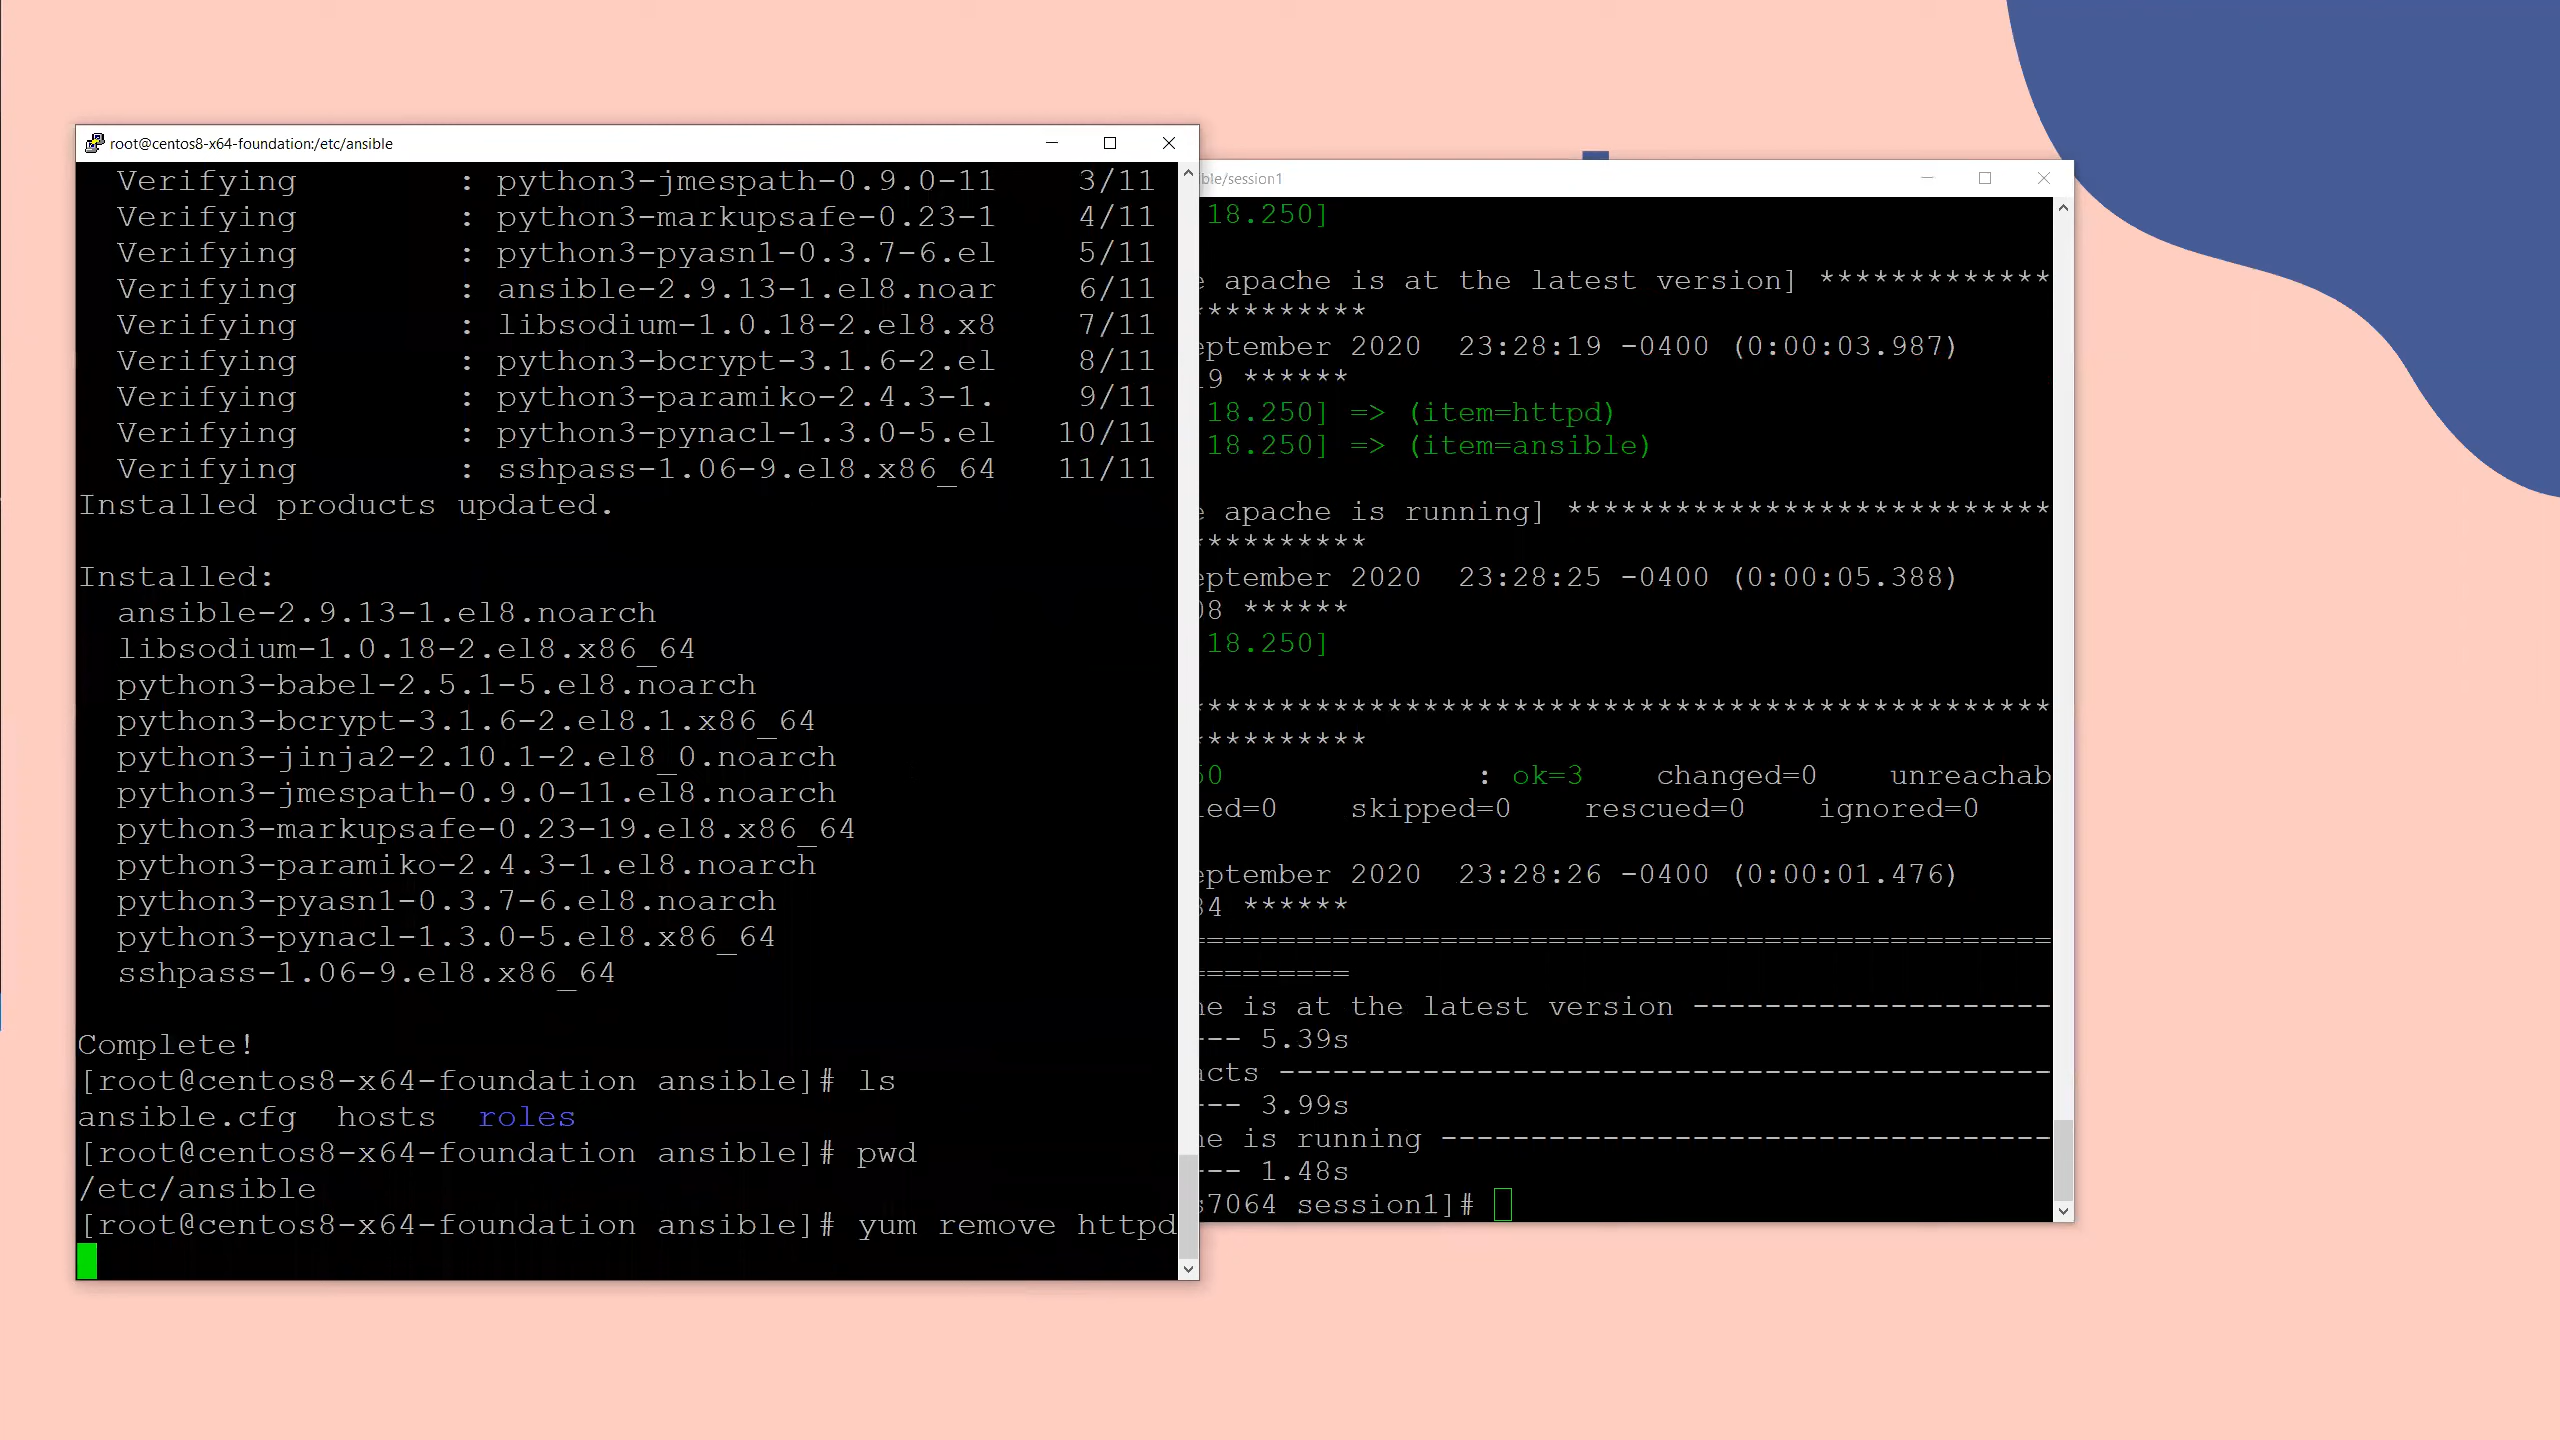 root@centos8-x64-foundation:/etc/ansible
Verifying : python3-jmespath-0.9.0-11 3/11
Verifying : python3-markupsafe-0.23-1 4/11
Verifying : python3-pyasn1-0.3.7-6.el 5/11
Verifying : ansible-2.9.13-1.el8.noar 6/11
Verifying : libsodium-1.0.18-2.el8.x8 7/11
Verifying : python3-bcrypt-3.1.6-2.el 8/11
Verifying : python3-paramiko-2.4.3-1. 9/11
Verifying : python3-pynacl-1.3.0-5.el 10/11
Verifying : sshpass-1.06-9.el8.x86_64 11/11
Installed products updated.
Installed:
ansible-2.9.13-1.el8.noarch
libsodium-1.0.18-2.el8.x86_64
python3-babel-2.5.1-5.el8.noarch
python3-bcrypt-3.1.6-2.el8.1.x86_64
python3-jinja2-2.10.1-2.el8_0.noarch
python3-jmespath-0.9.0-11.el8.noarch
python3-markupsafe-0.23-19.el8.x86_64
python3-paramiko-2.4.3-1.el8.noarch
python3-pyasn1-0.3.7-6.el8.noarch
python3-pynacl-1.3.0-5.el8.x86_64
sshpass-1.06-9.el8.x86_64
Complete!
[root@centos8-x64-foundation ansible]# ls
ansible.cfg hosts roles
[root@centos8-x64-foundation ansible]# pwd
/etc/ansible
[root@centos8-x64-foundation ansible]# yum remove httpd
ble/session1
18.250]
e apache is at the latest version] *************
**********
eptember 2020 23:28:19 -0400 (0:00:03.987)
19 ******
18.250] => (item=httpd)
18.250] => (item=ansible)
e apache is running] ***************************
**********
eptember 2020 23:28:25 -0400 (0:00:05.388)
08 ******
18.250]
************************************************
**********
50 : ok=3 changed=0 unreachab
led=0 skipped=0 rescued=0 ignored=0
eptember 2020 23:28:26 -0400 (0:00:01.476)
34 ******
================================================
=========
he is at the latest version --------------------
--- 5.39s
acts -------------------------------------------
--- 3.99s
he is running ----------------------------------
--- 1.48s
s7064 session1]#